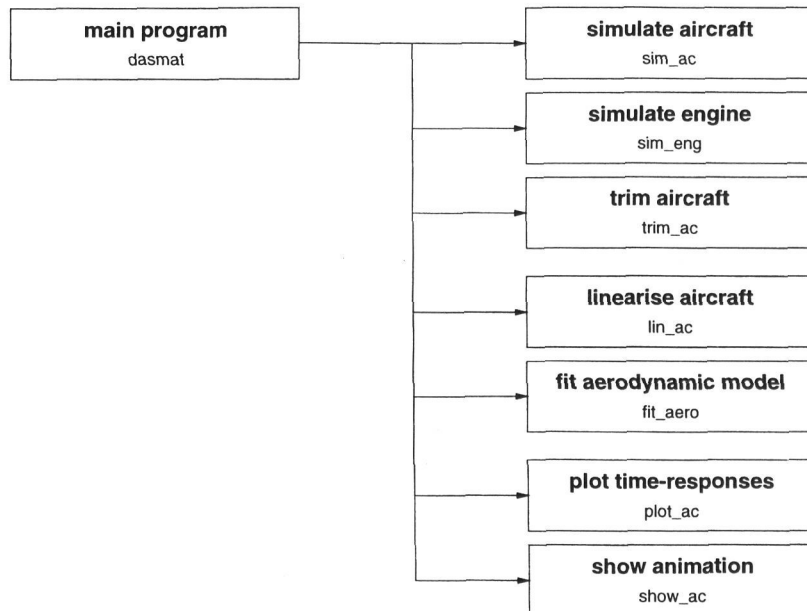 main program
dasmat
simulate aircraft
sim_ac
simulate engine
sim_eng
trim aircraft
trim_ac
linearise aircraft
lin_ac
fit aerodynamic model
fit_aero
plot time-responses
plot_ac
show animation
show_ac